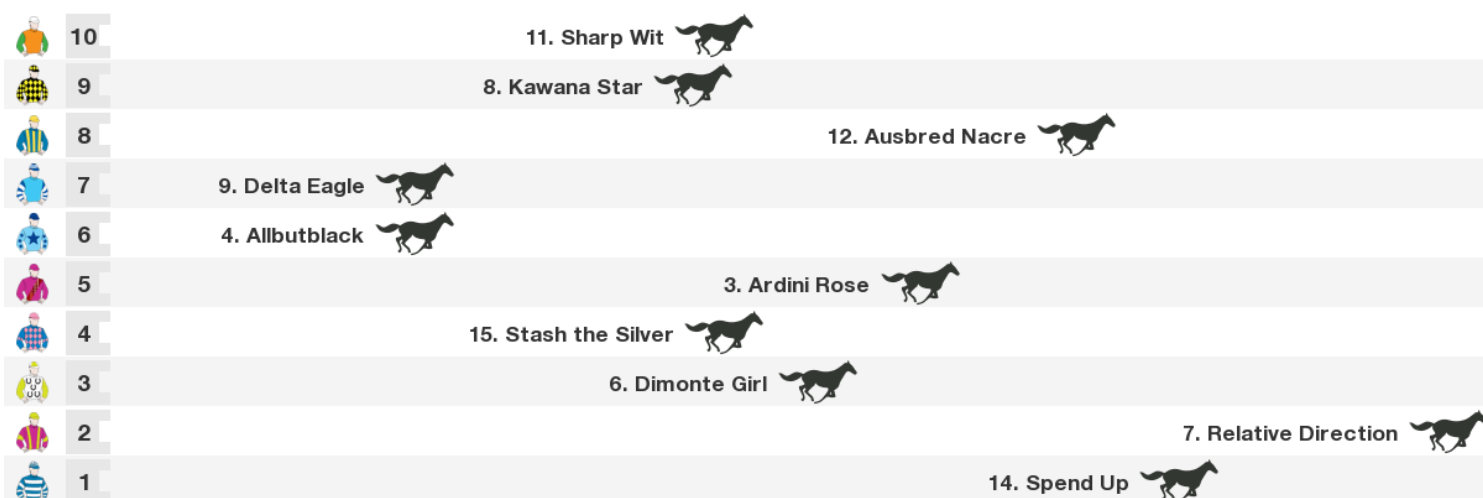 10 11. Sharp Wit
9 8. Kawana Star
8 12. Ausbred Nacre
7 9. Delta Eagle
6 4. Allbutblack
5 3. Ardini Rose
4 15. Stash the Silver
3 6. Dimonte Girl
2 7. Relative Direction
1 14. Spend Up